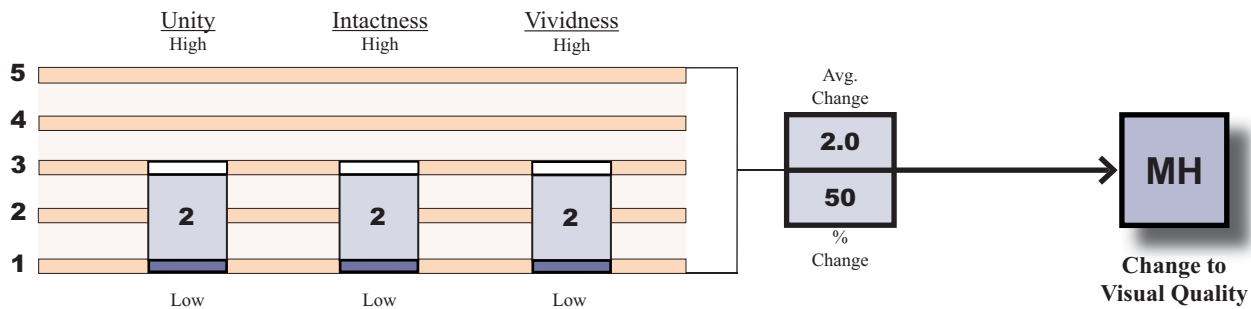 Unity Intactness Vividness
High High High
5
4
3
2
1
2 2 2
Low Low Low
Avg.
Change
2.0
50
%
Change
MH
Change to
Visual Quality